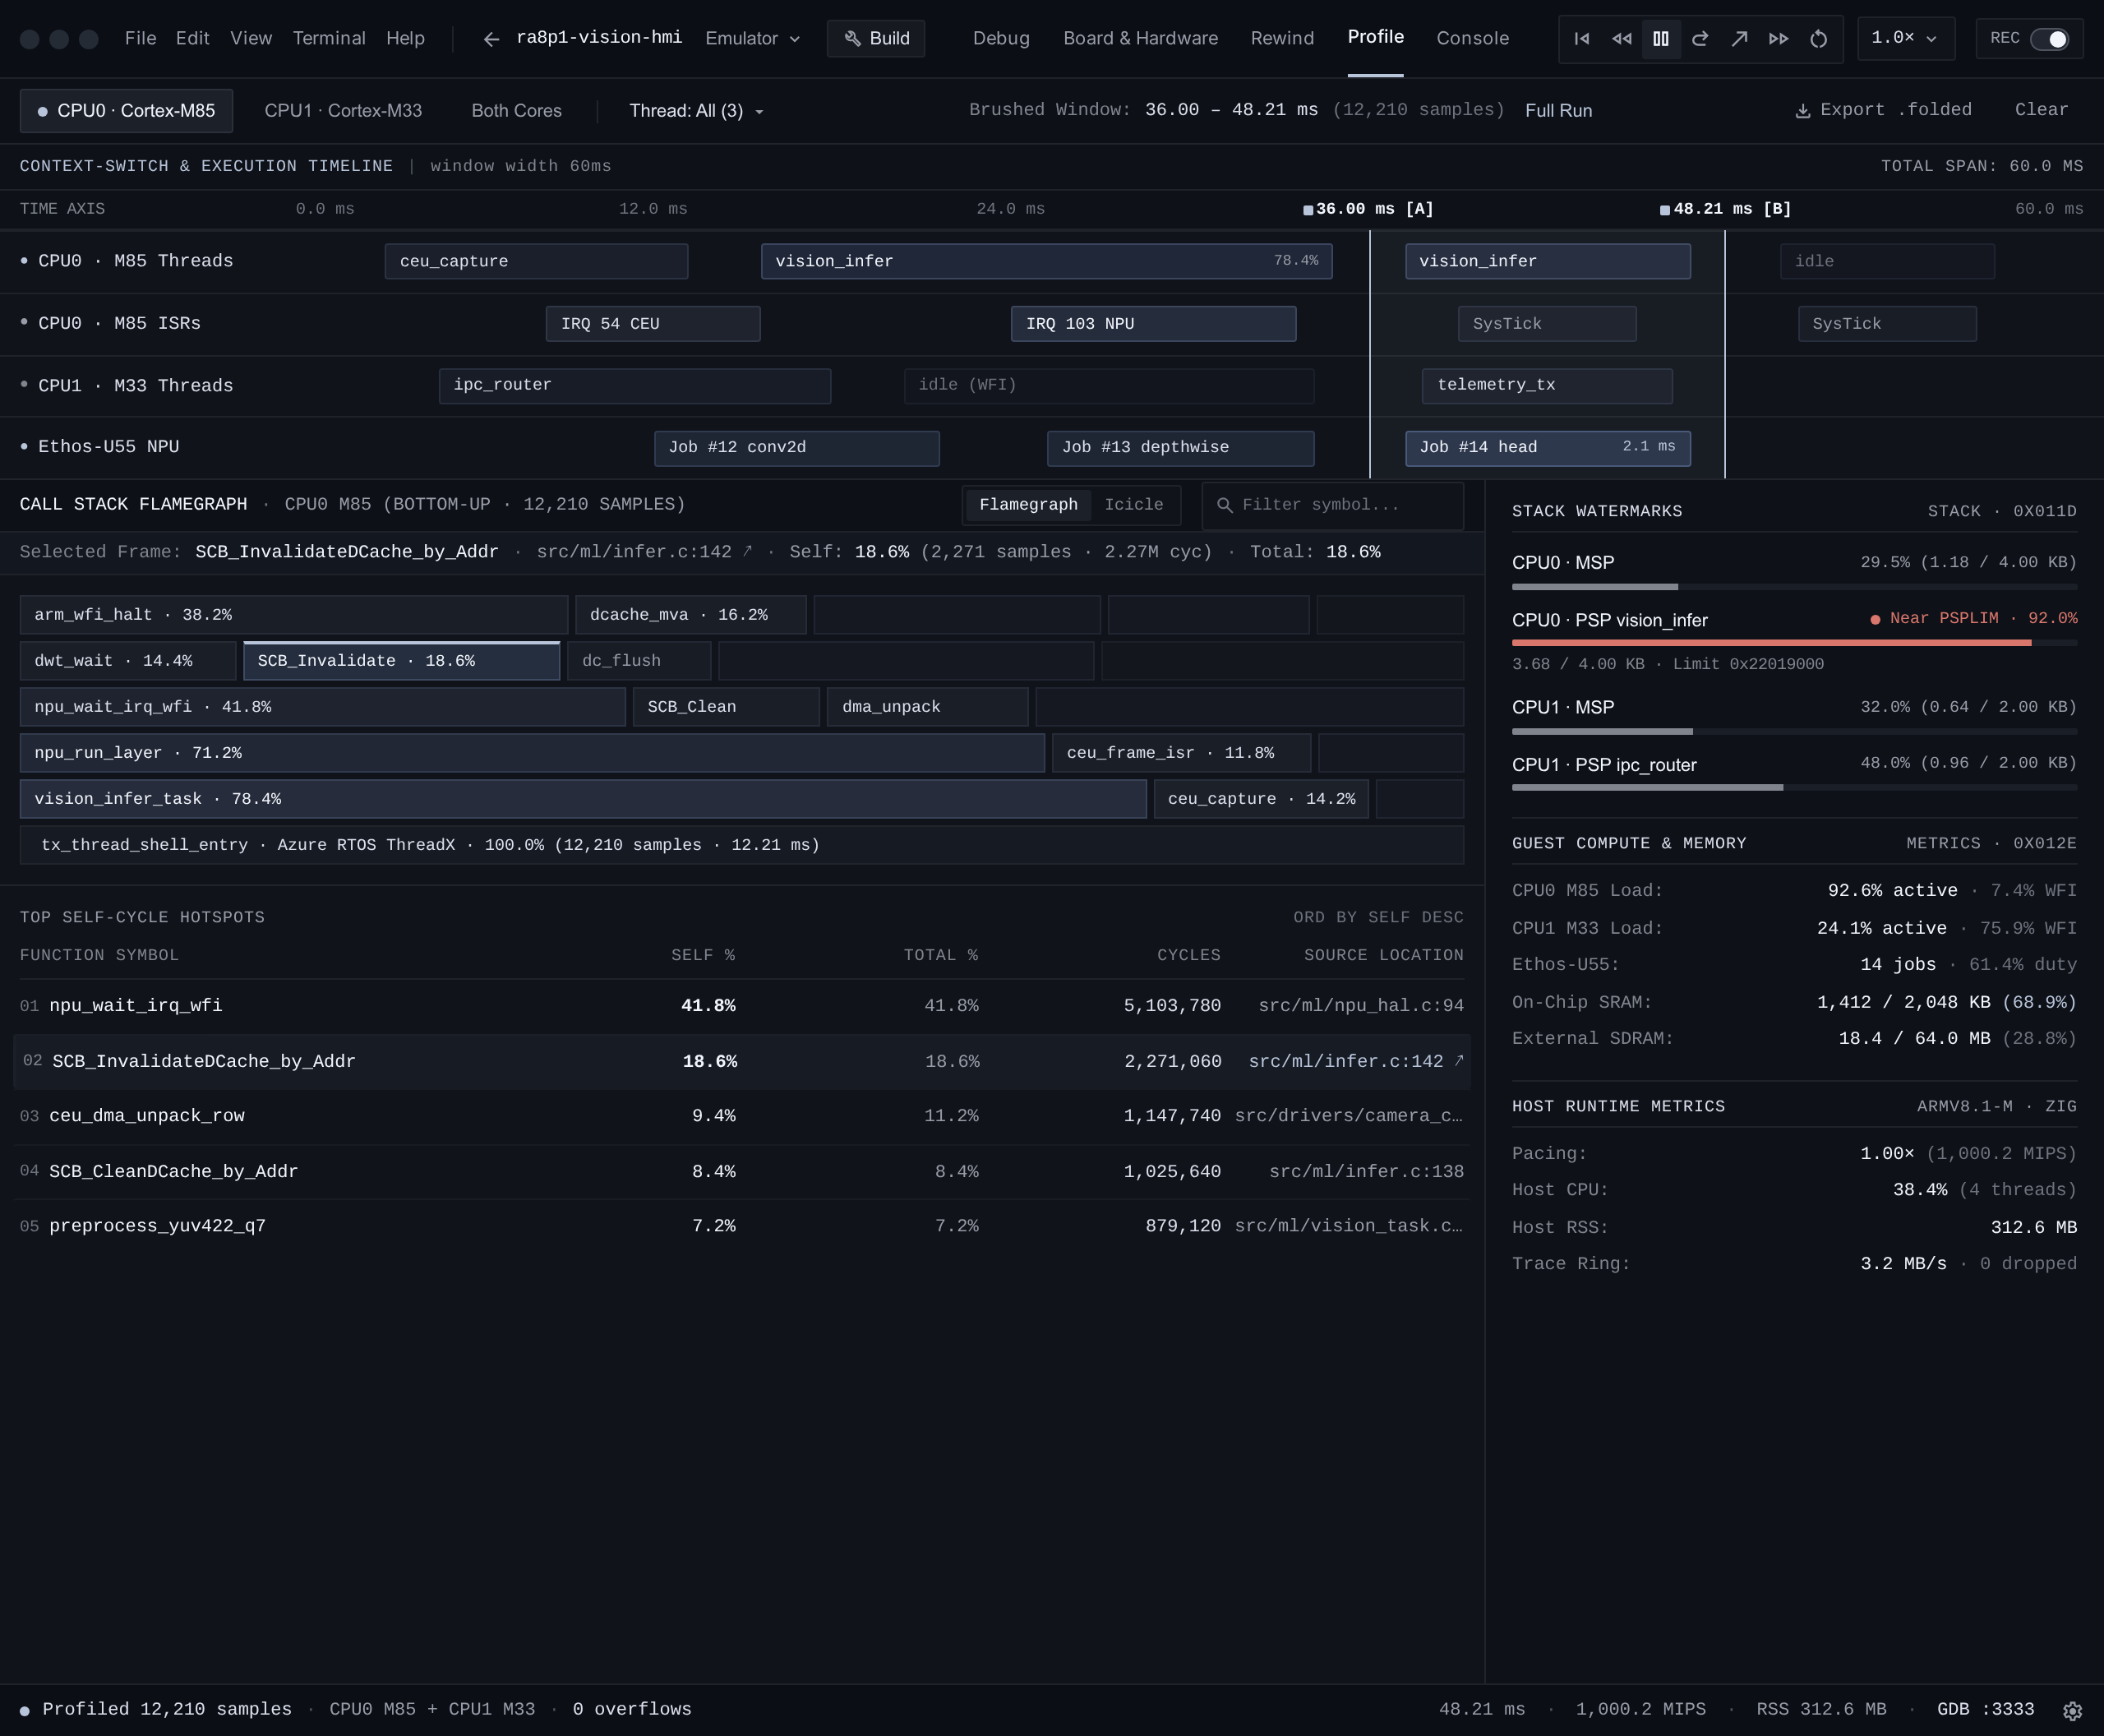 File Edit View Terminal Help ra8p1-vision-hmi Emulator Build Debug Board & Hardware Rewind Profile Console 1.0× REC
CPU0 · Cortex-M85 CPU1 · Cortex-M33 Both Cores Thread: All (3) Brushed Window: 36.00 – 48.21 ms (12,210 samples) Full Run Export .folded Clear
CONTEXT-SWITCH & EXECUTION TIMELINE | window width 60ms TOTAL SPAN: 60.0 MS
TIME AXIS 0.0 ms 12.0 ms 24.0 ms 36.00 ms [A] 48.21 ms [B] 60.0 ms
CPU0 · M85 Threads ceu_capture vision_infer 78.4% vision_infer idle
CPU0 · M85 ISRs IRQ 54 CEU IRQ 103 NPU SysTick SysTick
CPU1 · M33 Threads ipc_router idle (WFI) telemetry_tx
Ethos-U55 NPU Job #12 conv2d Job #13 depthwise Job #14 head 2.1 ms
CALL STACK FLAMEGRAPH · CPU0 M85 (BOTTOM-UP · 12,210 SAMPLES) Flamegraph Icicle Filter symbol...
Selected Frame: SCB_InvalidateDCache_by_Addr · src/ml/infer.c:142 ↗ · Self: 18.6% (2,271 samples · 2.27M cyc) · Total: 18.6%
arm_wfi_halt · 38.2% dcache_mva · 16.2%
dwt_wait · 14.4% SCB_Invalidate · 18.6% dc_flush
npu_wait_irq_wfi · 41.8% SCB_Clean dma_unpack
npu_run_layer · 71.2% ceu_frame_isr · 11.8%
vision_infer_task · 78.4% ceu_capture · 14.2%
tx_thread_shell_entry · Azure RTOS ThreadX · 100.0% (12,210 samples · 12.21 ms)
TOP SELF-CYCLE HOTSPOTS ORD BY SELF DESC
FUNCTION SYMBOL SELF % TOTAL % CYCLES SOURCE LOCATION
01 npu_wait_irq_wfi 41.8% 41.8% 5,103,780 src/ml/npu_hal.c:94
02 SCB_InvalidateDCache_by_Addr 18.6% 18.6% 2,271,060 src/ml/infer.c:142 ↗
03 ceu_dma_unpack_row 9.4% 11.2% 1,147,740 src/drivers/camera_c…
04 SCB_CleanDCache_by_Addr 8.4% 8.4% 1,025,640 src/ml/infer.c:138
05 preprocess_yuv422_q7 7.2% 7.2% 879,120 src/ml/vision_task.c…
STACK WATERMARKS STACK · 0X011D
CPU0 · MSP 29.5% (1.18 / 4.00 KB)
CPU0 · PSP vision_infer Near PSPLIM · 92.0%
3.68 / 4.00 KB · Limit 0x22019000
CPU1 · MSP 32.0% (0.64 / 2.00 KB)
CPU1 · PSP ipc_router 48.0% (0.96 / 2.00 KB)
GUEST COMPUTE & MEMORY METRICS · 0X012E
CPU0 M85 Load: 92.6% active · 7.4% WFI
CPU1 M33 Load: 24.1% active · 75.9% WFI
Ethos-U55: 14 jobs · 61.4% duty
On-Chip SRAM: 1,412 / 2,048 KB (68.9%)
External SDRAM: 18.4 / 64.0 MB (28.8%)
HOST RUNTIME METRICS ARMV8.1-M · ZIG
Pacing: 1.00× (1,000.2 MIPS)
Host CPU: 38.4% (4 threads)
Host RSS: 312.6 MB
Trace Ring: 3.2 MB/s · 0 dropped
Profiled 12,210 samples · CPU0 M85 + CPU1 M33 · 0 overflows 48.21 ms · 1,000.2 MIPS · RSS 312.6 MB · GDB :3333